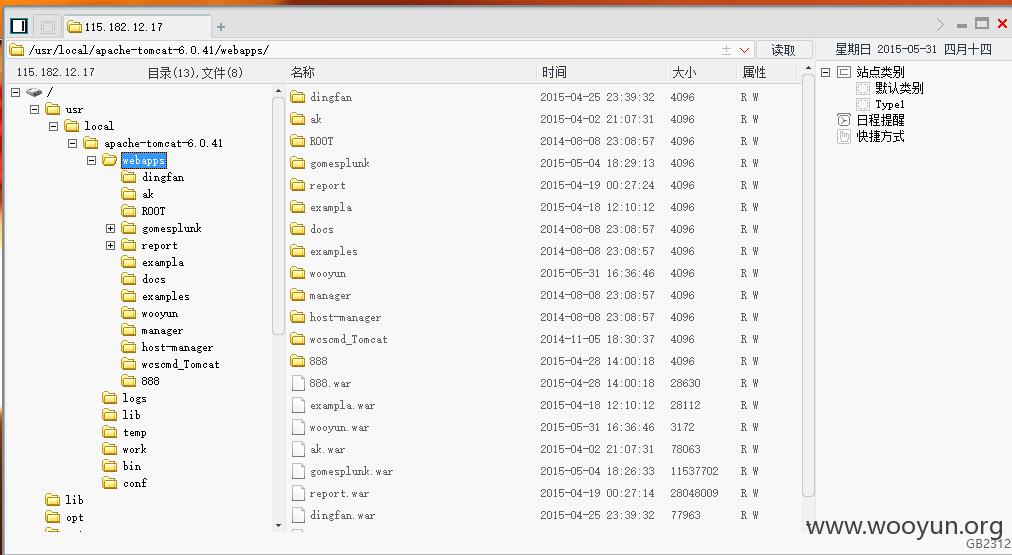 115.182.12.17
/usr/local/apache-tomcat-6.0.41/webapps/ 读取 星期日 2015-05-31 四月十四
115.182.12.17 目录(13),文件(8) 名称 时间 大小 属性
/
usr
local
apache-tomcat-6.0.41
webapps
dingfan
ak
ROOT
gomesplunk
report
exampla
docs
examples
wooyun
manager
host-manager
wcscmd_Tomcat
888
logs
lib
temp
work
bin
conf
lib
opt
dingfan 2015-04-25 23:39:32 4096 R W
ak 2015-04-02 21:07:31 4096 R W
ROOT 2014-08-08 23:08:57 4096 R W
gomesplunk 2015-05-04 18:29:13 4096 R W
report 2015-04-19 00:27:24 4096 R W
exampla 2015-04-18 12:10:12 4096 R W
docs 2014-08-08 23:08:57 4096 R W
examples 2014-08-08 23:08:57 4096 R W
wooyun 2015-05-31 16:36:46 4096 R W
manager 2014-08-08 23:08:57 4096 R W
host-manager 2014-08-08 23:08:57 4096 R W
wcscmd_Tomcat 2014-11-05 18:30:37 4096 R W
888 2015-04-28 14:00:18 4096 R W
888.war 2015-04-28 14:00:18 28630 R W
exampla.war 2015-04-18 12:10:12 28112 R W
wooyun.war 2015-05-31 16:36:46 3172 R W
ak.war 2015-04-02 21:07:31 78063 R W
gomesplunk.war 2015-05-04 18:26:33 11537702 R W
report.war 2015-04-19 00:27:14 28048009 R W
dingfan.war 2015-04-25 23:39:32 77963 R W
站点类别
默认类别
Type1
日程提醒
快捷方式
www.wooyun.org
GB2312